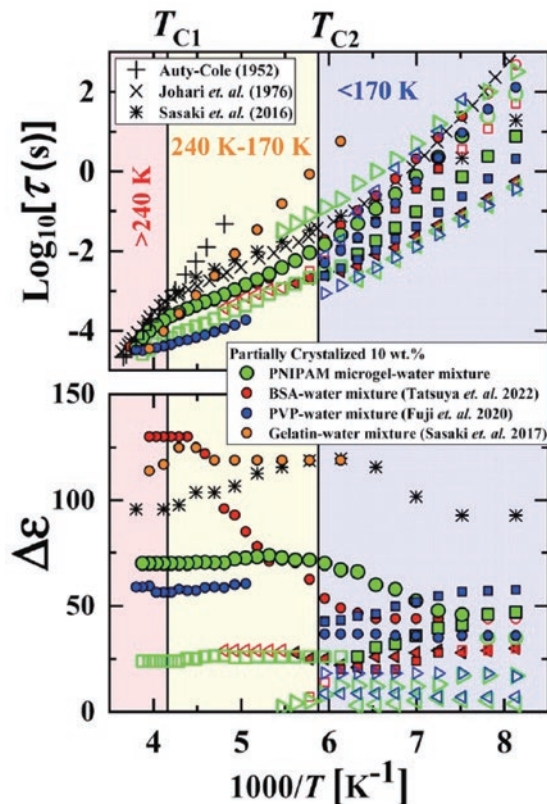 T_C1 T_C2
Auty-Cole (1952)
Johari et. al. (1976)
Sasaki et. al. (2016)
>240 K
240 K-170 K
<170 K
Log10[τ(s)]
2
0
-2
-4
Partially Crystalized 10 wt.%
PNIPAM microgel-water mixture
BSA-water mixture (Tatsuya et. al. 2022)
PVP-water mixture (Fuji et. al. 2020)
Gelatin-water mixture (Sasaki et. al. 2017)
Δε
150
100
50
0
4 5 6 7 8
1000/T [K⁻¹]